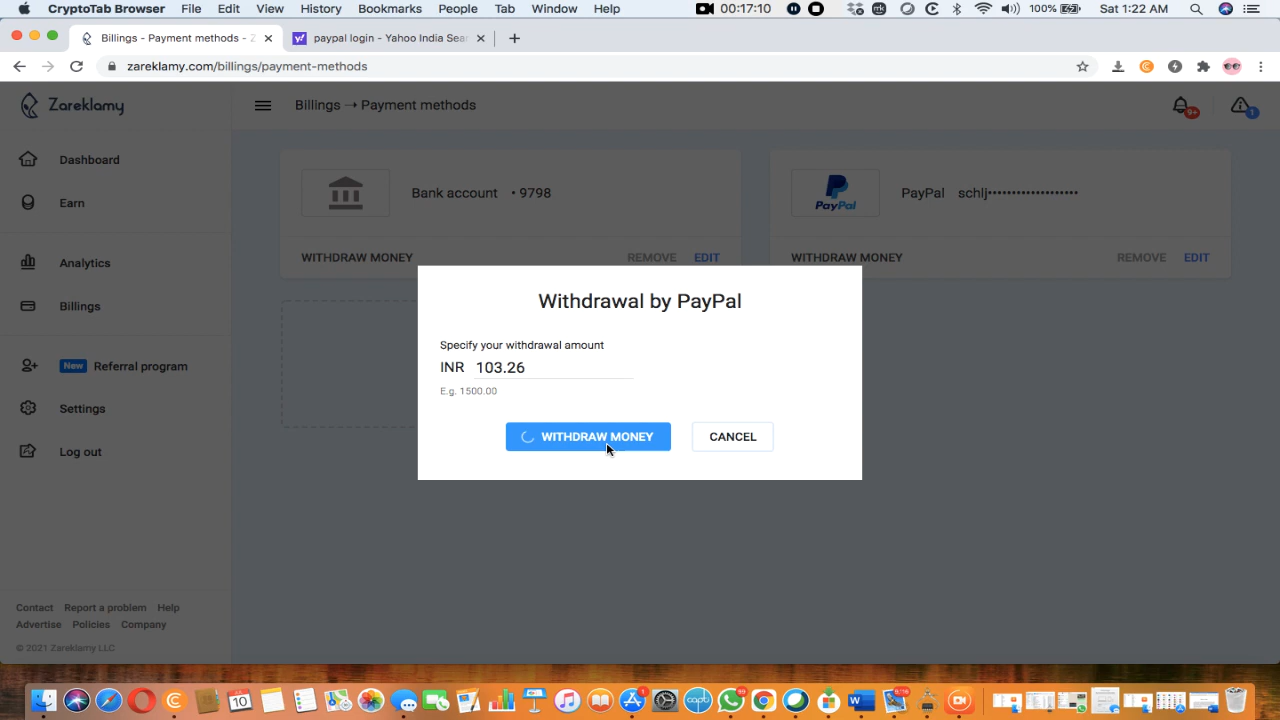 CryptoTab Browser File Edit View History Bookmarks People Tab Window Help 00:17:10 100% Sat 1:22 AM
Billings - Payment methods - Z paypal login - Yahoo India Sear
zareklamy.com/billings/payment-methods
Zareklamy
Billings → Payment methods
9+
1
Dashboard
Earn
Analytics
Billings
New Referral program
Settings
Log out
Bank account • 9798
WITHDRAW MONEY REMOVE EDIT
PayPal
PayPal schlj•••••••••••••••••••
WITHDRAW MONEY REMOVE EDIT
Withdrawal by PayPal
Specify your withdrawal amount
INR 103.26
E.g. 1500.00
WITHDRAW MONEY CANCEL
Contact Report a problem Help
Advertise Policies Company
© 2021 Zareklamy LLC
10